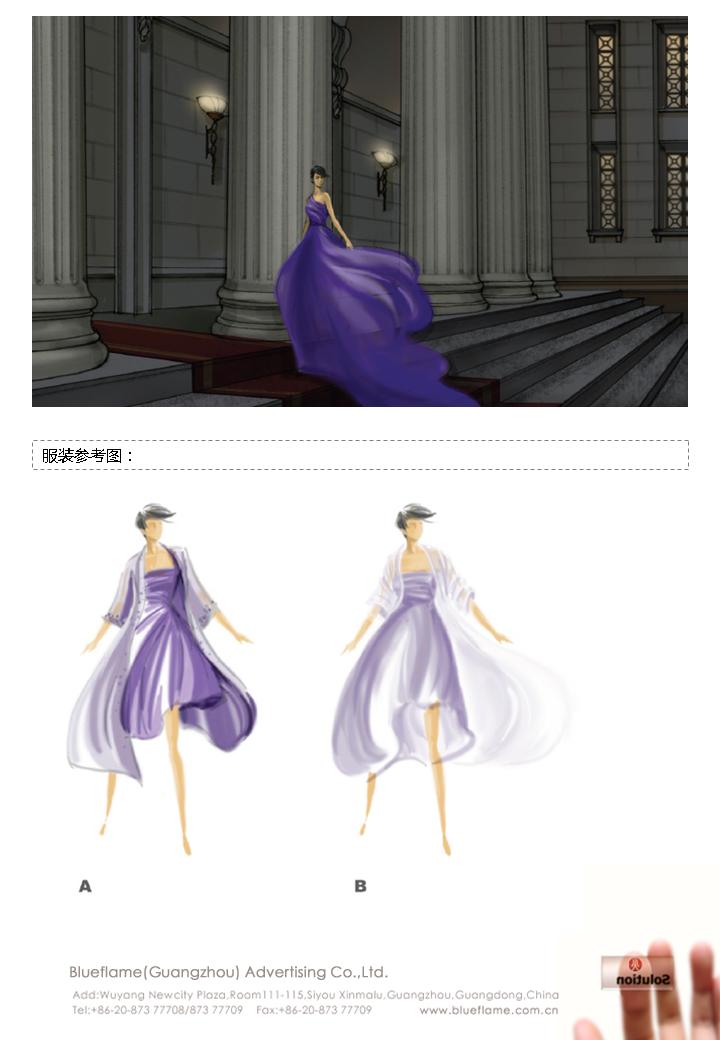 服装参考图：
A
B
Blueflame(Guangzhou) Advertising Co.,Ltd.
Add:Wuyang Newcity Plaza,Room111-115,Siyou Xinmalu,Guangzhou,Guangdong,China
Tel:+86-20-873 77708/873 77709 Fax:+86-20-873 77709 www.blueflame.com.cn
Solution